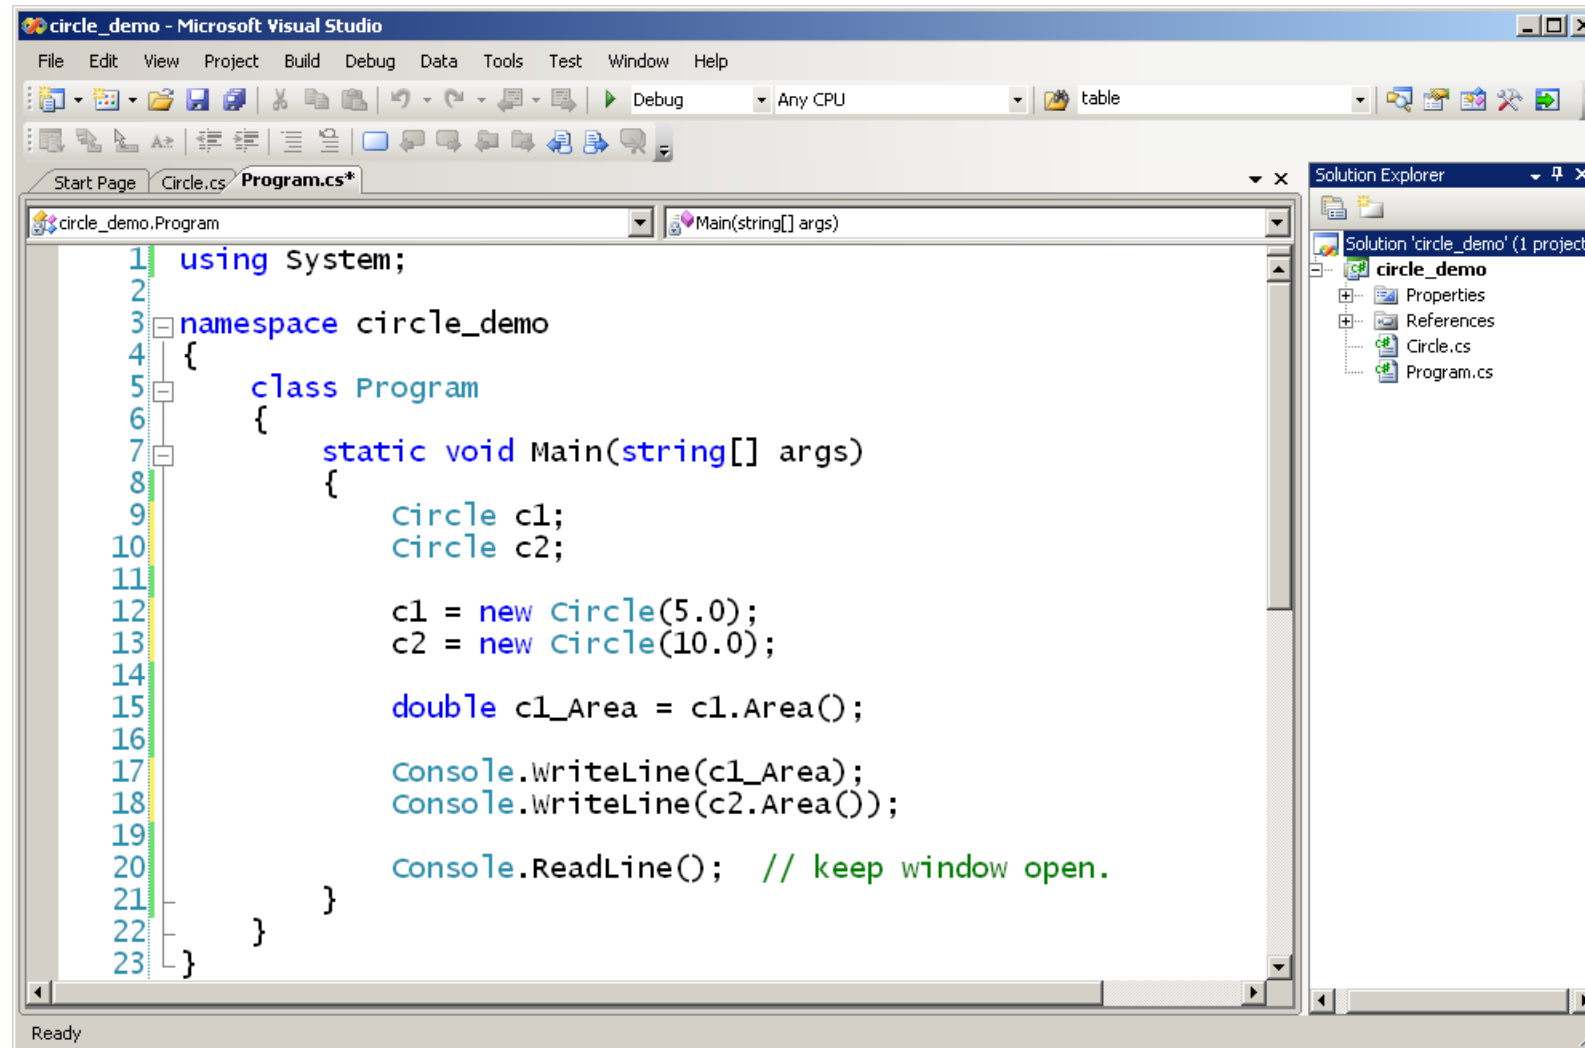 circle_demo - Microsoft Visual Studio
File Edit View Project Build Debug Data Tools Test Window Help
Debug Any CPU table
Start Page Circle.cs Program.cs*
Solution Explorer
circle_demo.Program Main(string[] args)
Solution 'circle_demo' (1 project
circle_demo
Properties
References
Circle.cs
Program.cs
1 using System;
2
3 namespace circle_demo
4 {
5 class Program
6 {
7 static void Main(string[] args)
8 {
9 Circle c1;
10 Circle c2;
11
12 c1 = new Circle(5.0);
13 c2 = new Circle(10.0);
14
15 double c1_Area = c1.Area();
16
17 Console.WriteLine(c1_Area);
18 Console.WriteLine(c2.Area());
19
20 Console.ReadLine(); // keep window open.
21 }
22 }
23 }
Ready